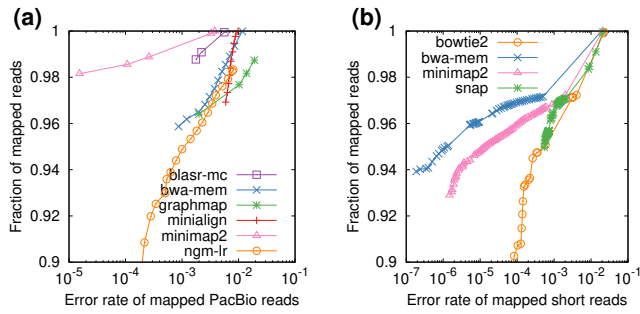 (a)
Fraction of mapped reads
1
0.98
0.96
0.94
0.92
0.9
blasr-mc
bwa-mem
graphmap
minialign
minimap2
ngm-lr
10-5 10-4 10-3 10-2 10-1
Error rate of mapped PacBio reads
(b)
Fraction of mapped reads
1
0.98
0.96
0.94
0.92
0.9
bowtie2
bwa-mem
minimap2
snap
10-7 10-6 10-5 10-4 10-3 10-2 10-1
Error rate of mapped short reads